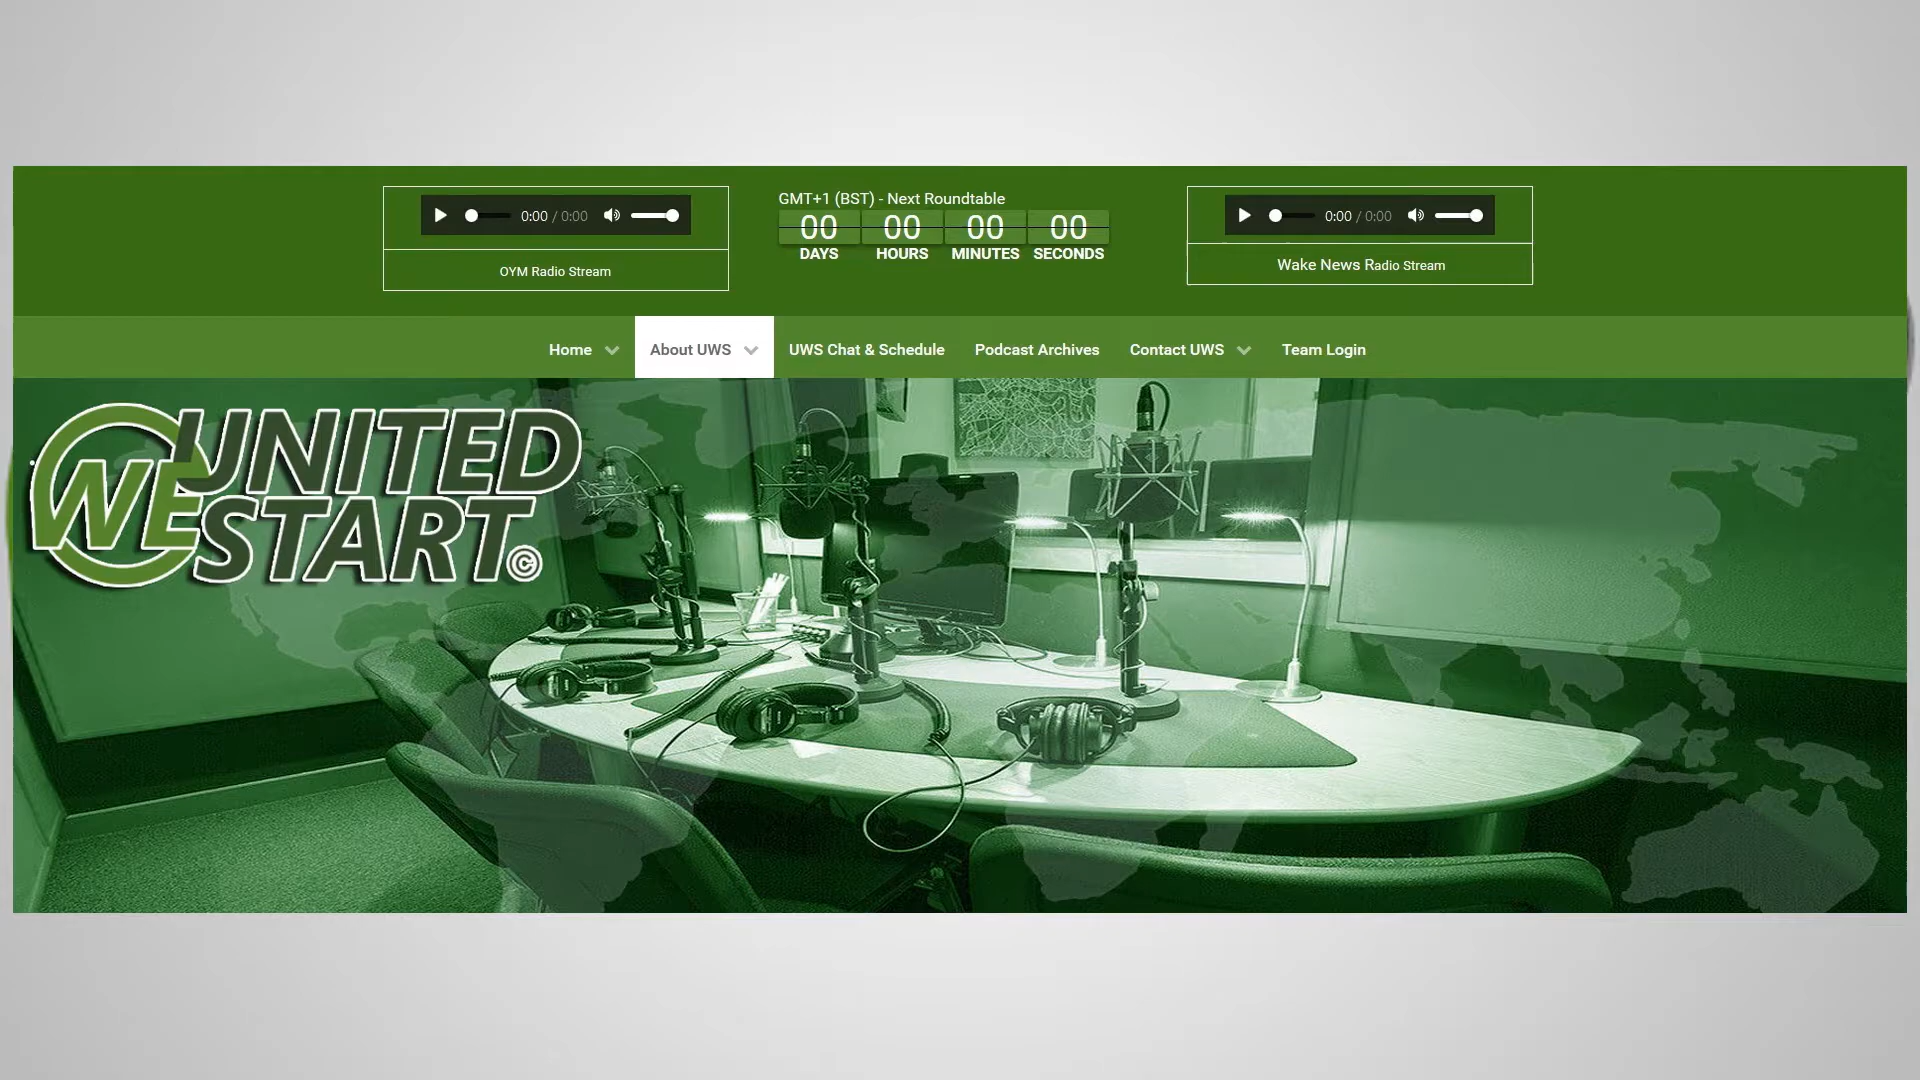 0:00 / 0:00
OYM Radio Stream
GMT+1 (BST) - Next Roundtable
00 00 00 00
DAYS HOURS MINUTES SECONDS
0:00 / 0:00
Wake News Radio Stream
Home About UWS UWS Chat & Schedule Podcast Archives Contact UWS Team Login
UNITED
WE
START©